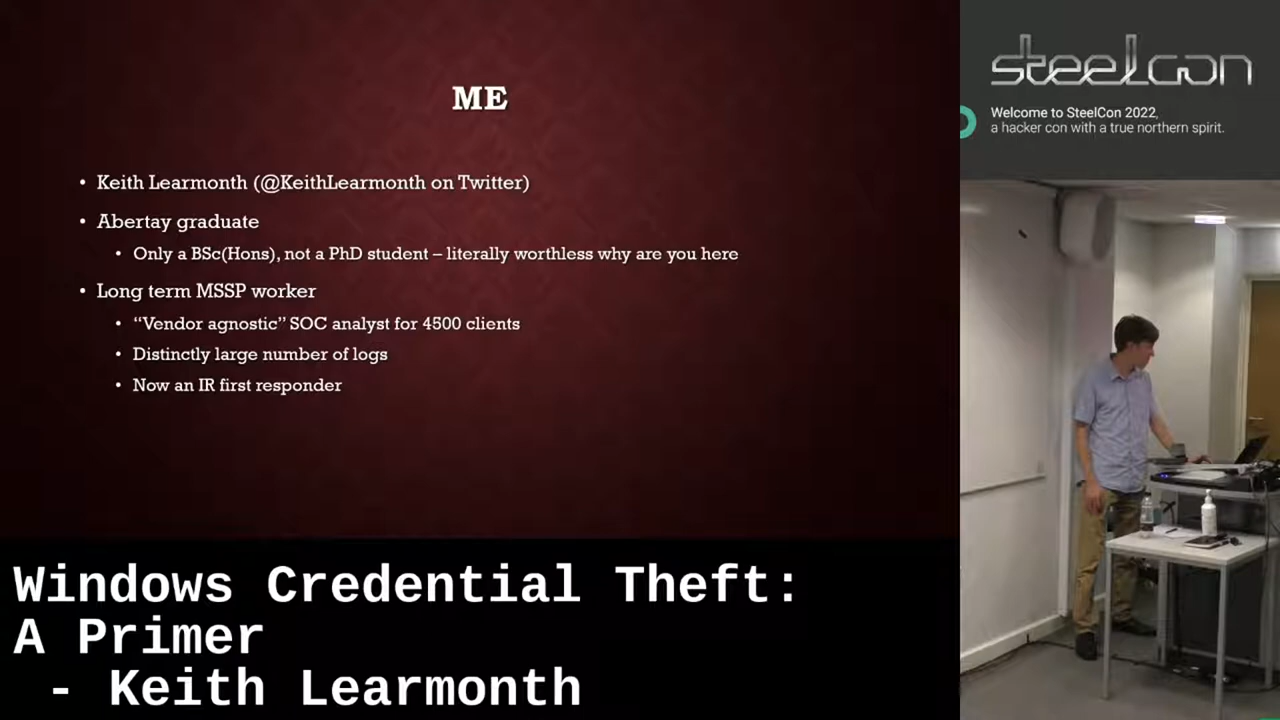 ME
• Keith Learmonth (@KeithLearmonth on Twitter)
• Abertay graduate
• Only a BSc(Hons), not a PhD student – literally worthless why are you here
• Long term MSSP worker
• “Vendor agnostic” SOC analyst for 4500 clients
• Distinctly large number of logs
• Now an IR first responder
Windows Credential Theft:
A Primer
- Keith Learmonth
steelcon
Welcome to SteelCon 2022,
a hacker con with a true northern spirit.